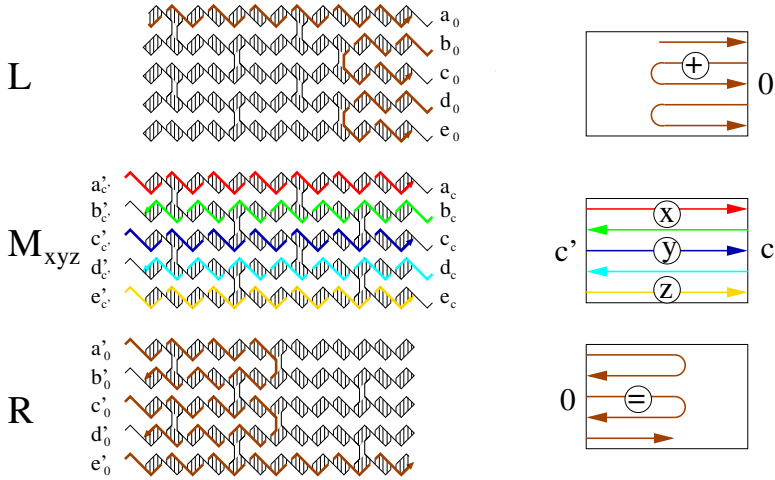 L
a0
b0
c0
d0
e0
+
0
Mxyz
a'c'
b'c'
c'c'
d'c'
e'c'
ac
bc
cc
dc
ec
c'
x
y
z
c
R
a'0
b'0
c'0
d'0
e'0
0
=